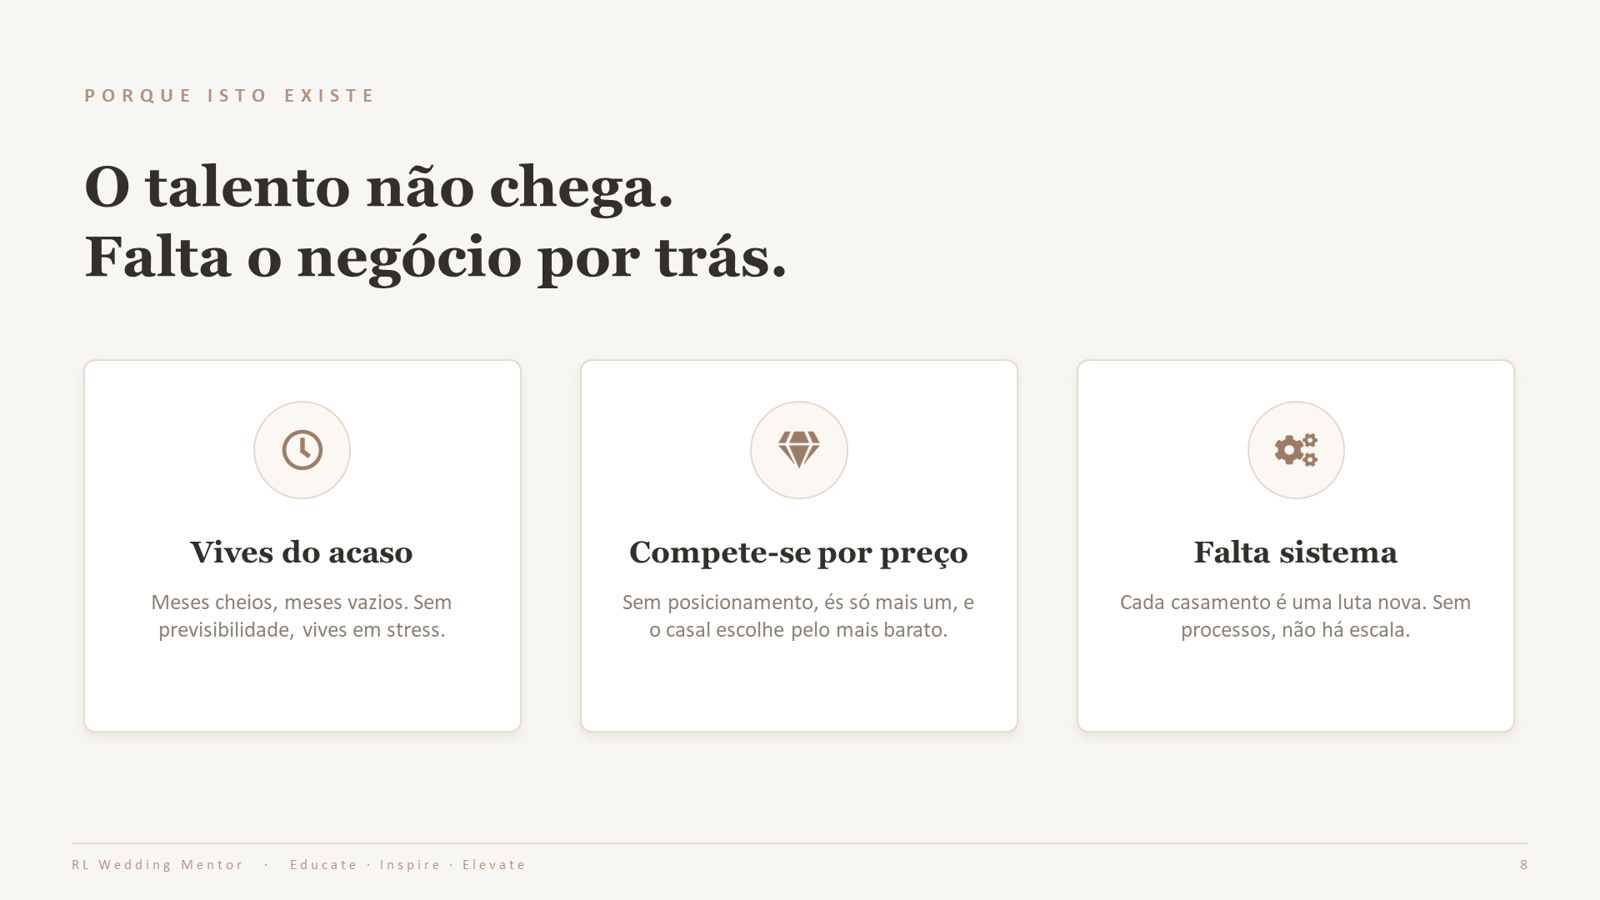 PORQUE ISTO EXISTE
O talento não chega.
Falta o negócio por trás.
Vives do acaso
Meses cheios, meses vazios. Sem
previsibilidade, vives em stress.
Compete-se por preço
Sem posicionamento, és só mais um, e
o casal escolhe pelo mais barato.
Falta sistema
Cada casamento é uma luta nova. Sem
processos, não há escala.
RL Wedding Mentor · Educate · Inspire · Elevate
8